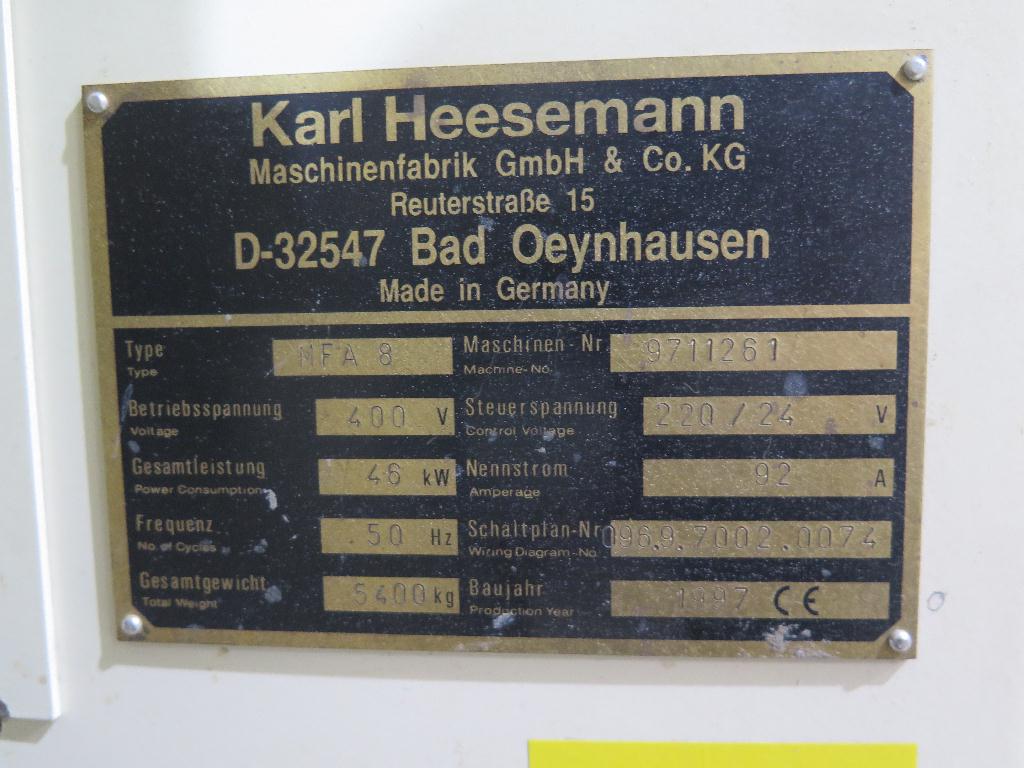 Karl Heesemann
Maschinenfabrik GmbH & Co. KG
Reuterstraße 15
D-32547 Bad Oeynhausen
Made in Germany
Type MFA 8 Maschinen-Nr. 9711261
Type Machine-No.
Betriebsspannung 400 V Steuerspannung 220/24 V
Voltage Control Voltage
Gesamtleistung 46 kW Nennstrom 92 A
Power Consumption Amperage
Frequenz 50 Hz Schaltplan-Nr. 096.9.7002.0074
No. of Cycles Wiring Diagram-No.
Gesamtgewicht 5400 kg Baujahr 1997 CE
Total Weight Production Year